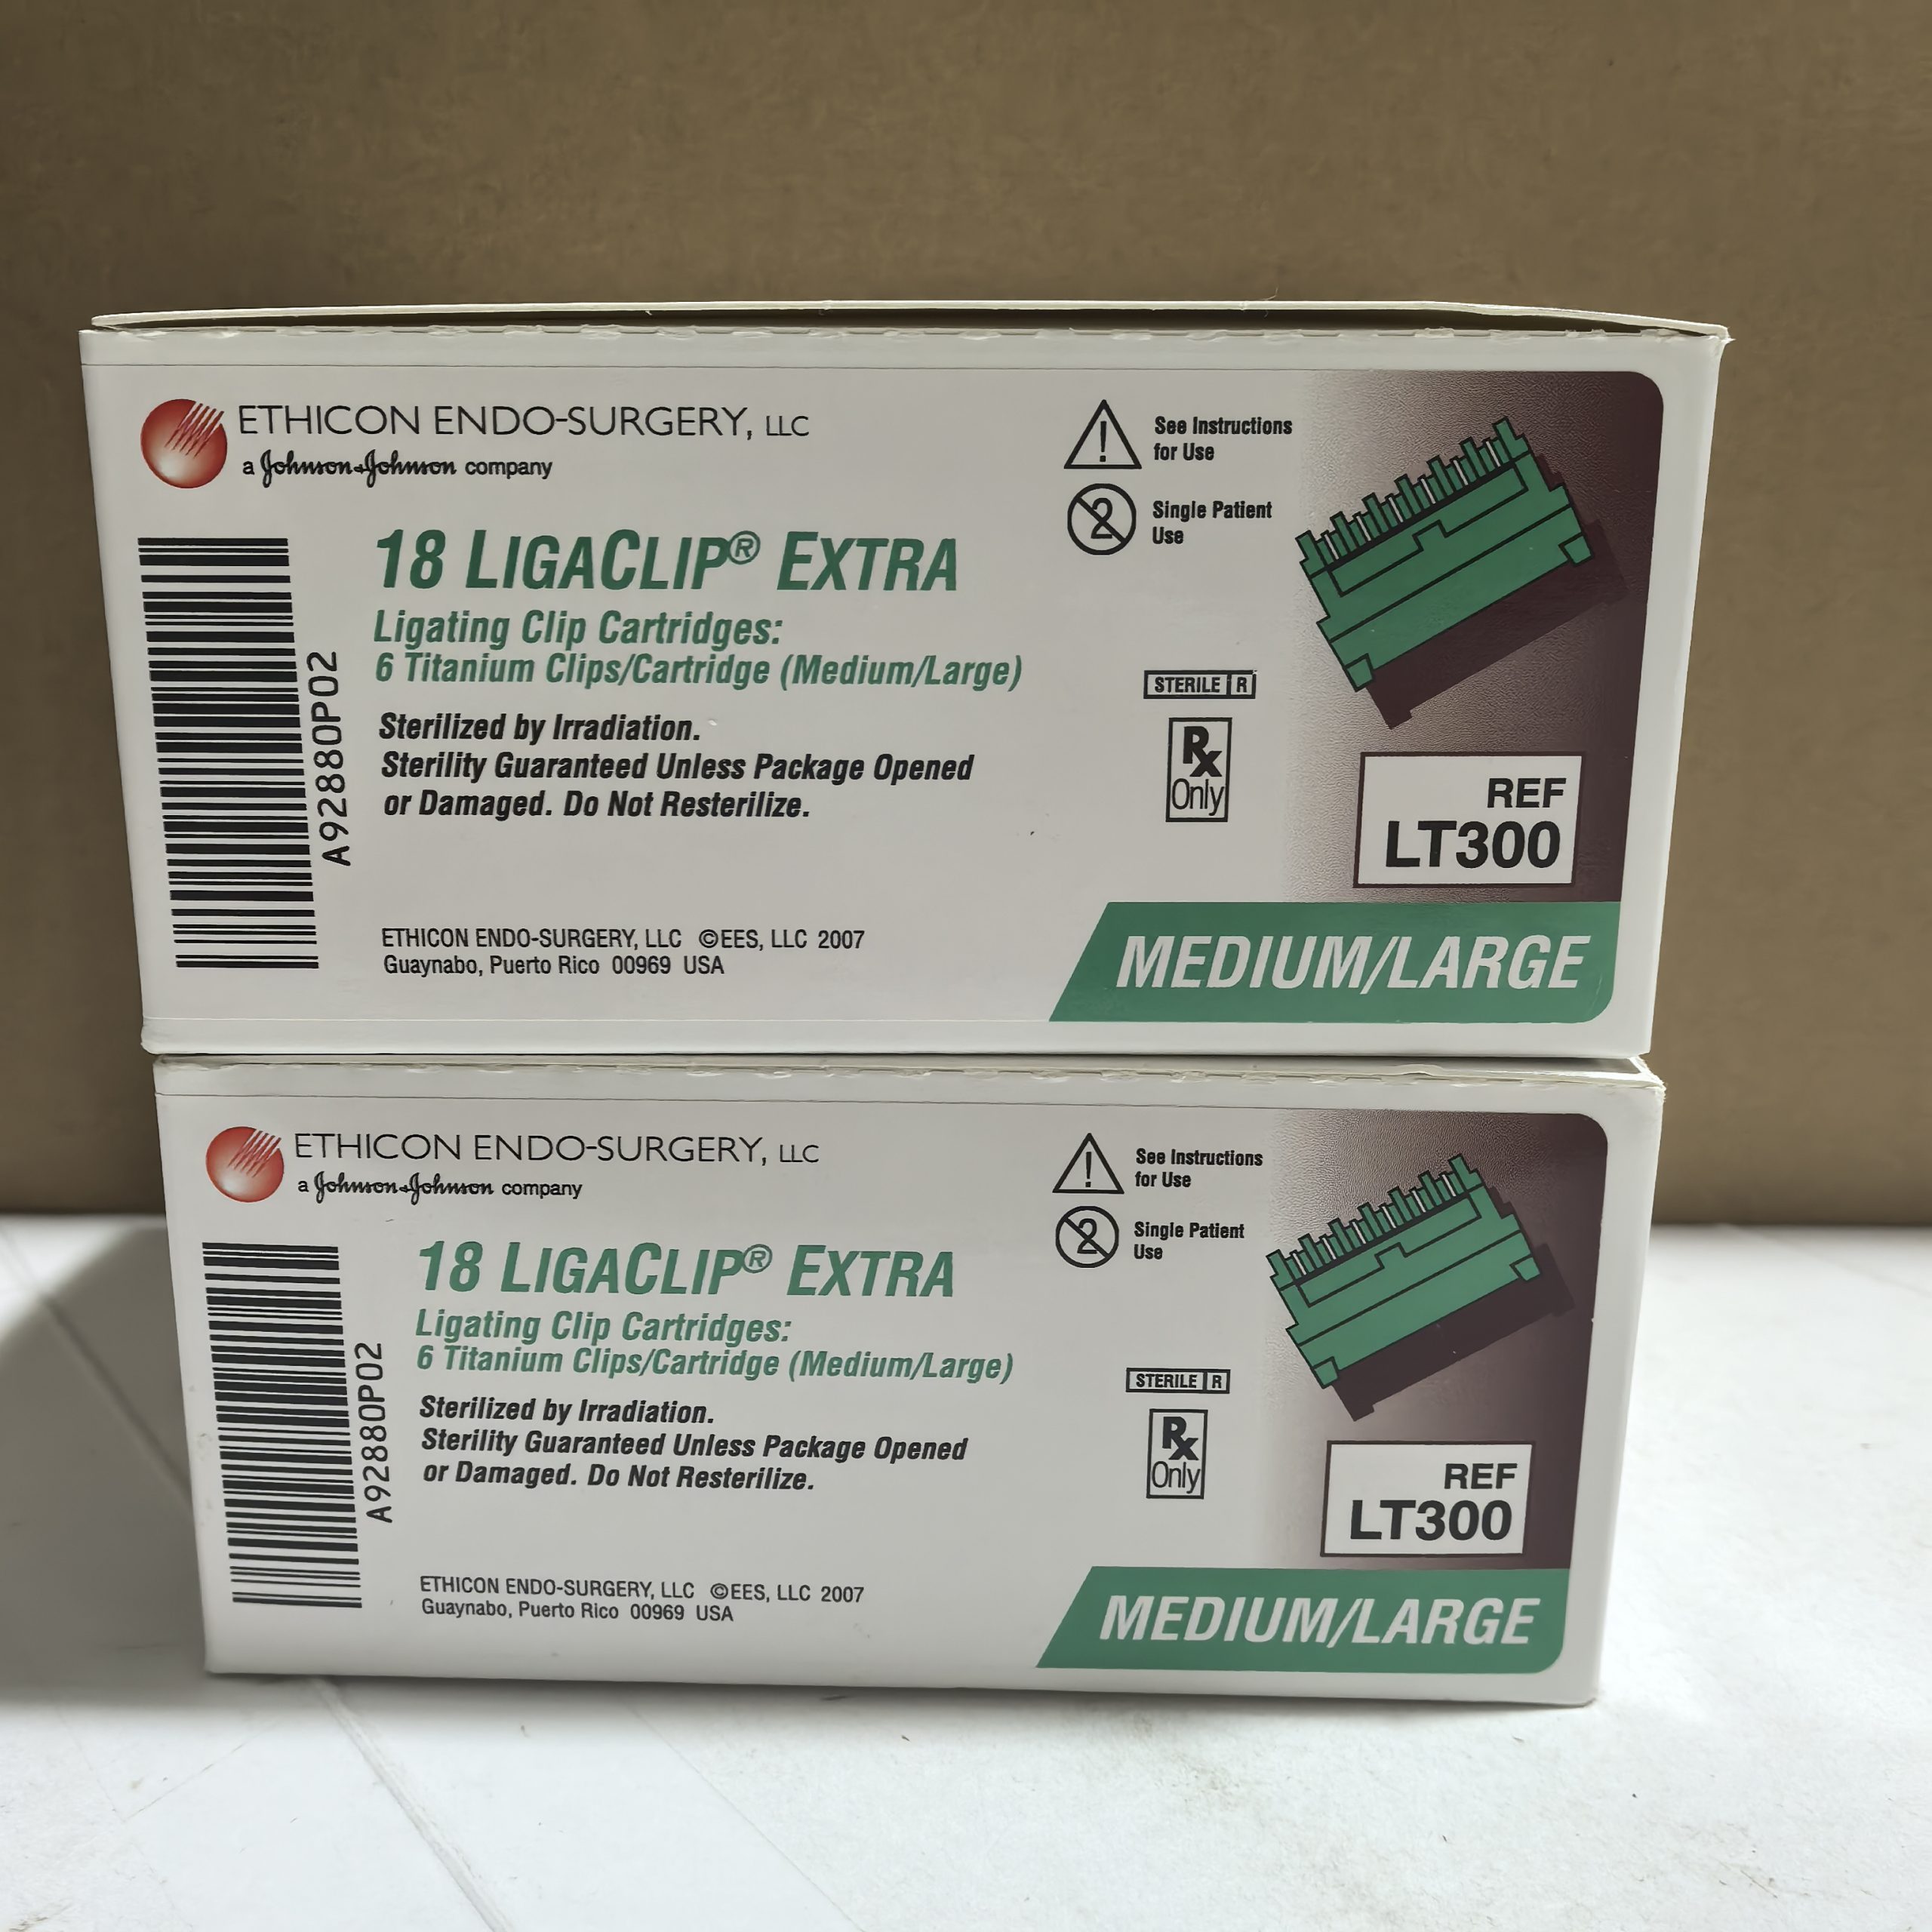 ETHICON ENDO-SURGERY, LLC
a Johnson & Johnson company
See Instructions
for Use
2
Single Patient
Use
18 LIGACLIP® EXTRA
Ligating Clip Cartridges:
6 Titanium Clips/Cartridge (Medium/Large)
A92880P02
Sterilized by Irradiation.
Sterility Guaranteed Unless Package Opened
or Damaged. Do Not Resterilize.
STERILE R
Rx
Only
REF
LT300
ETHICON ENDO-SURGERY, LLC ©EES, LLC 2007
Guaynabo, Puerto Rico 00969 USA
MEDIUM/LARGE
ETHICON ENDO-SURGERY, LLC
a Johnson & Johnson company
See Instructions
for Use
2
Single Patient
Use
18 LIGACLIP® EXTRA
Ligating Clip Cartridges:
6 Titanium Clips/Cartridge (Medium/Large)
A92880P02
Sterilized by Irradiation.
Sterility Guaranteed Unless Package Opened
or Damaged. Do Not Resterilize.
STERILE R
Rx
Only
REF
LT300
ETHICON ENDO-SURGERY, LLC ©EES, LLC 2007
Guaynabo, Puerto Rico 00969 USA
MEDIUM/LARGE